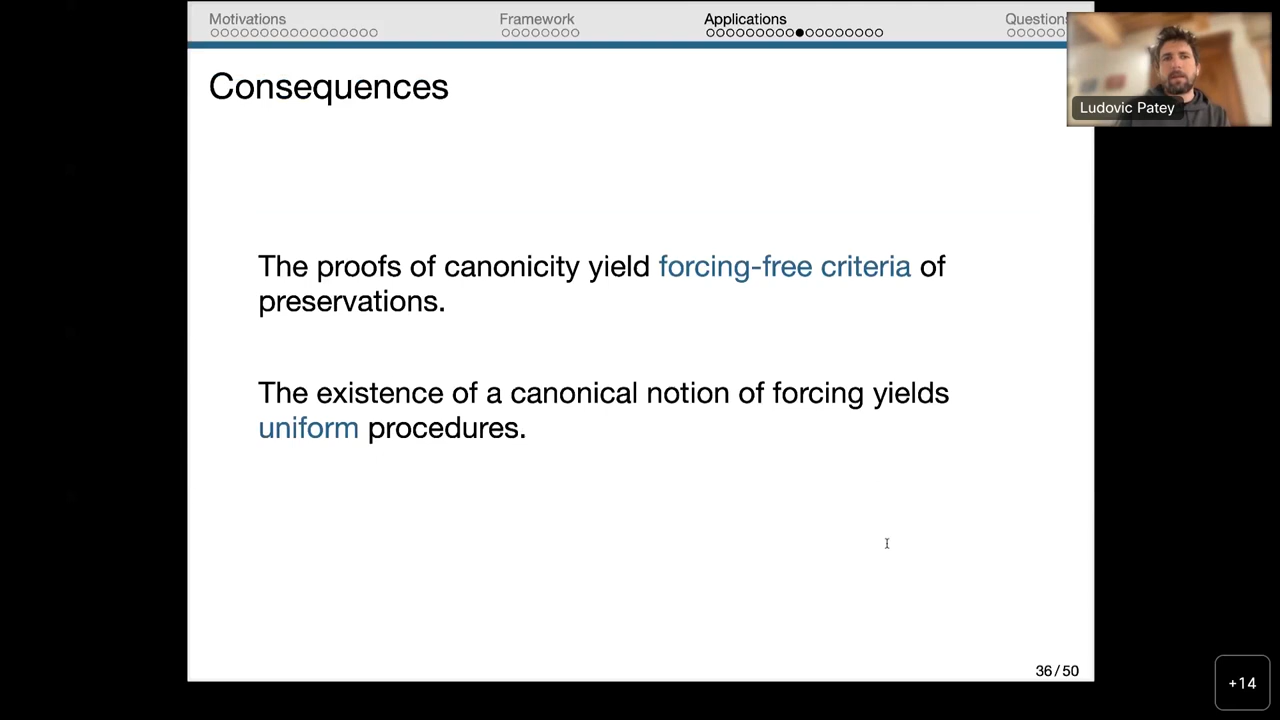 Motivations Framework Applications Question
Ludovic Patey
Consequences
The proofs of canonicity yield forcing-free criteria of
preservations.
The existence of a canonical notion of forcing yields
uniform procedures.
36 / 50
+14